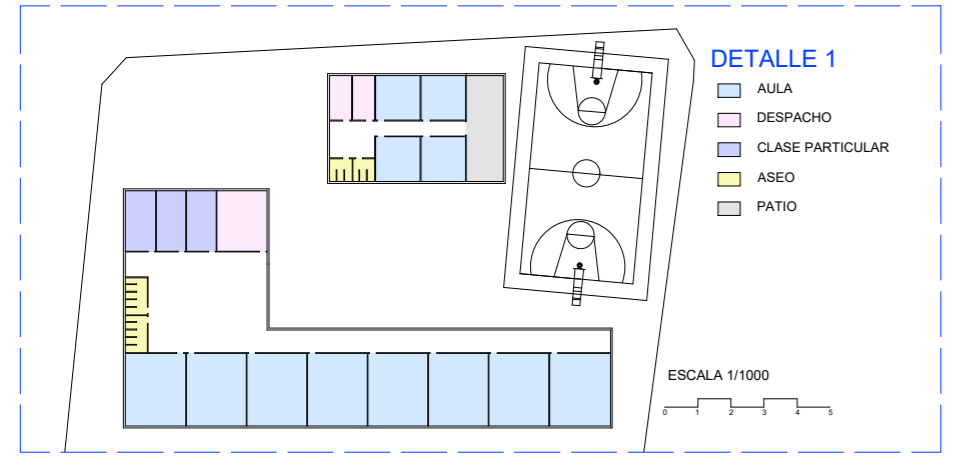 DETALLE 1
AULA
DESPACHO
CLASE PARTICULAR
ASEO
PATIO
ESCALA 1/1000
0 1 2 3 4 5